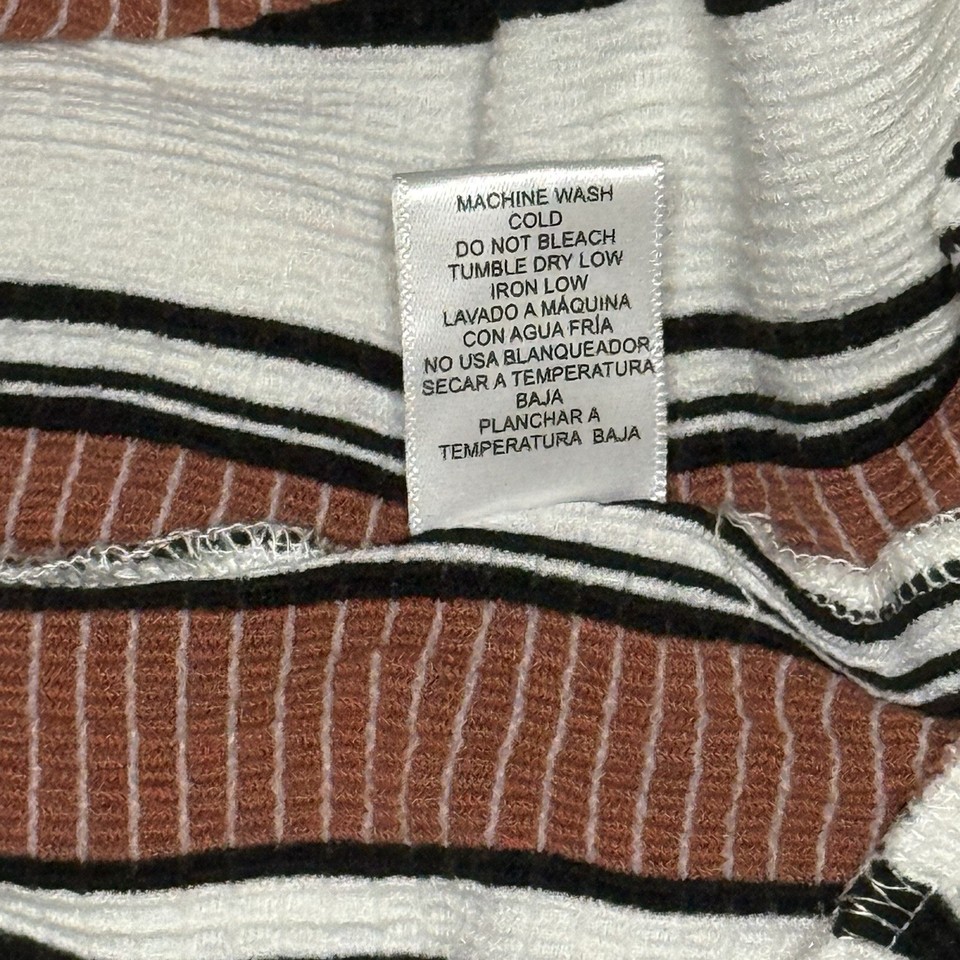 MACHINE WASH
COLD
DO NOT BLEACH
TUMBLE DRY LOW
IRON LOW
LAVADO A MÁQUINA
CON AGUA FRÍA
NO USA BLANQUEADOR
SECAR A TEMPERATURA
BAJA
PLANCHAR A
TEMPERATURA BAJA